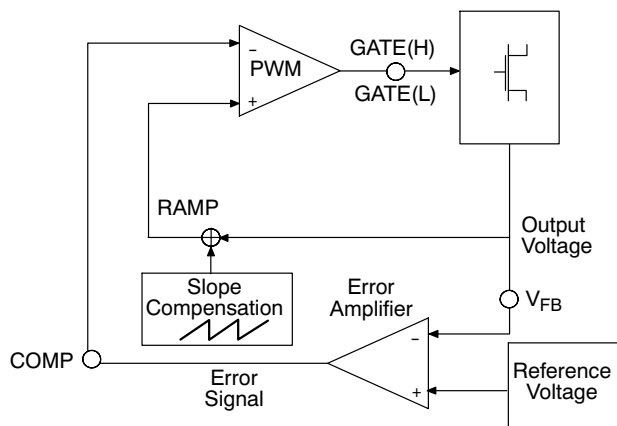 GATE(H)
−
PWM
+
GATE(L)
RAMP
Output
Voltage
Slope
Compensation
Error
Amplifier
VFB
−
COMP
Error
Signal
+
Reference
Voltage